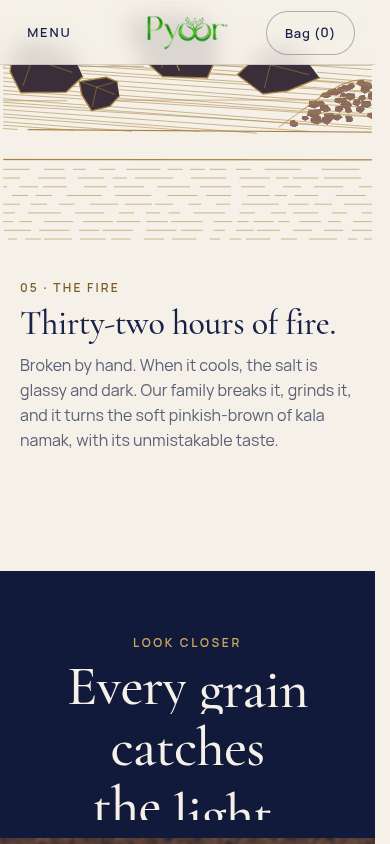 MENU
Pyoor
Bag (0)
05 · THE FIRE
Thirty-two hours of fire.
Broken by hand. When it cools, the salt is
glassy and dark. Our family breaks it, grinds it,
and it turns the soft pinkish-brown of kala
namak, with its unmistakable taste.
LOOK CLOSER
Every grain
catches
the light